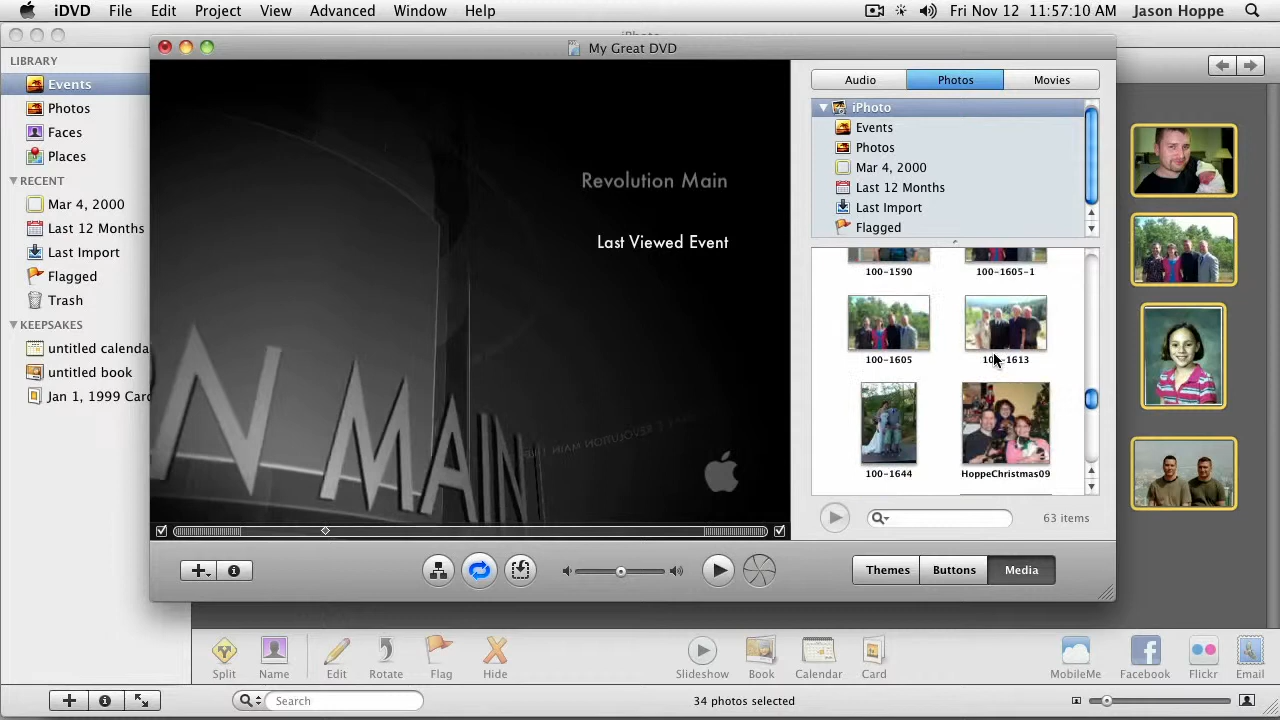 iDVD File Edit Project View Advanced Window Help Fri Nov 12 11:57:10 AM Jason Hoppe
My Great DVD
LIBRARY
Events
Photos
Faces
Places
RECENT
Mar 4, 2000
Last 12 Months
Last Import
Flagged
Trash
KEEPSAKES
untitled calenda
untitled book
Jan 1, 1999 Card
Revolution Main
Last Viewed Event
N MAIN
Audio Photos Movies
iPhoto
Events
Photos
Mar 4, 2000
Last 12 Months
Last Import
Flagged
100-1590 100-1605-1
100-1605 100-1613
100-1644 HoppeChristmas09
63 items
Themes Buttons Media
Split Name Edit Rotate Flag Hide Slideshow Book Calendar Card MobileMe Facebook Flickr Email
Search
34 photos selected